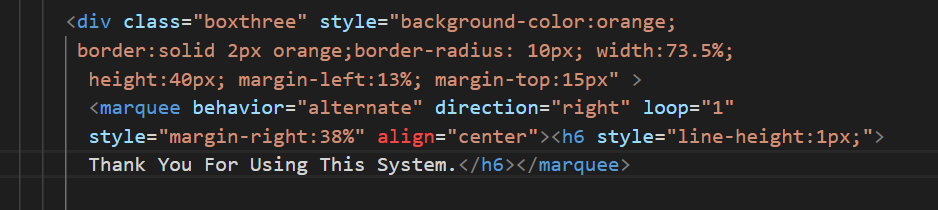 <div class="boxthree" style="background-color:orange;
border:solid 2px orange;border-radius: 10px; width:73.5%;
height:40px; margin-left:13%; margin-top:15px" >
<marquee behavior="alternate" direction="right" loop="1"
style="margin-right:38%" align="center"><h6 style="line-height:1px;">
Thank You For Using This System.</h6></marquee>